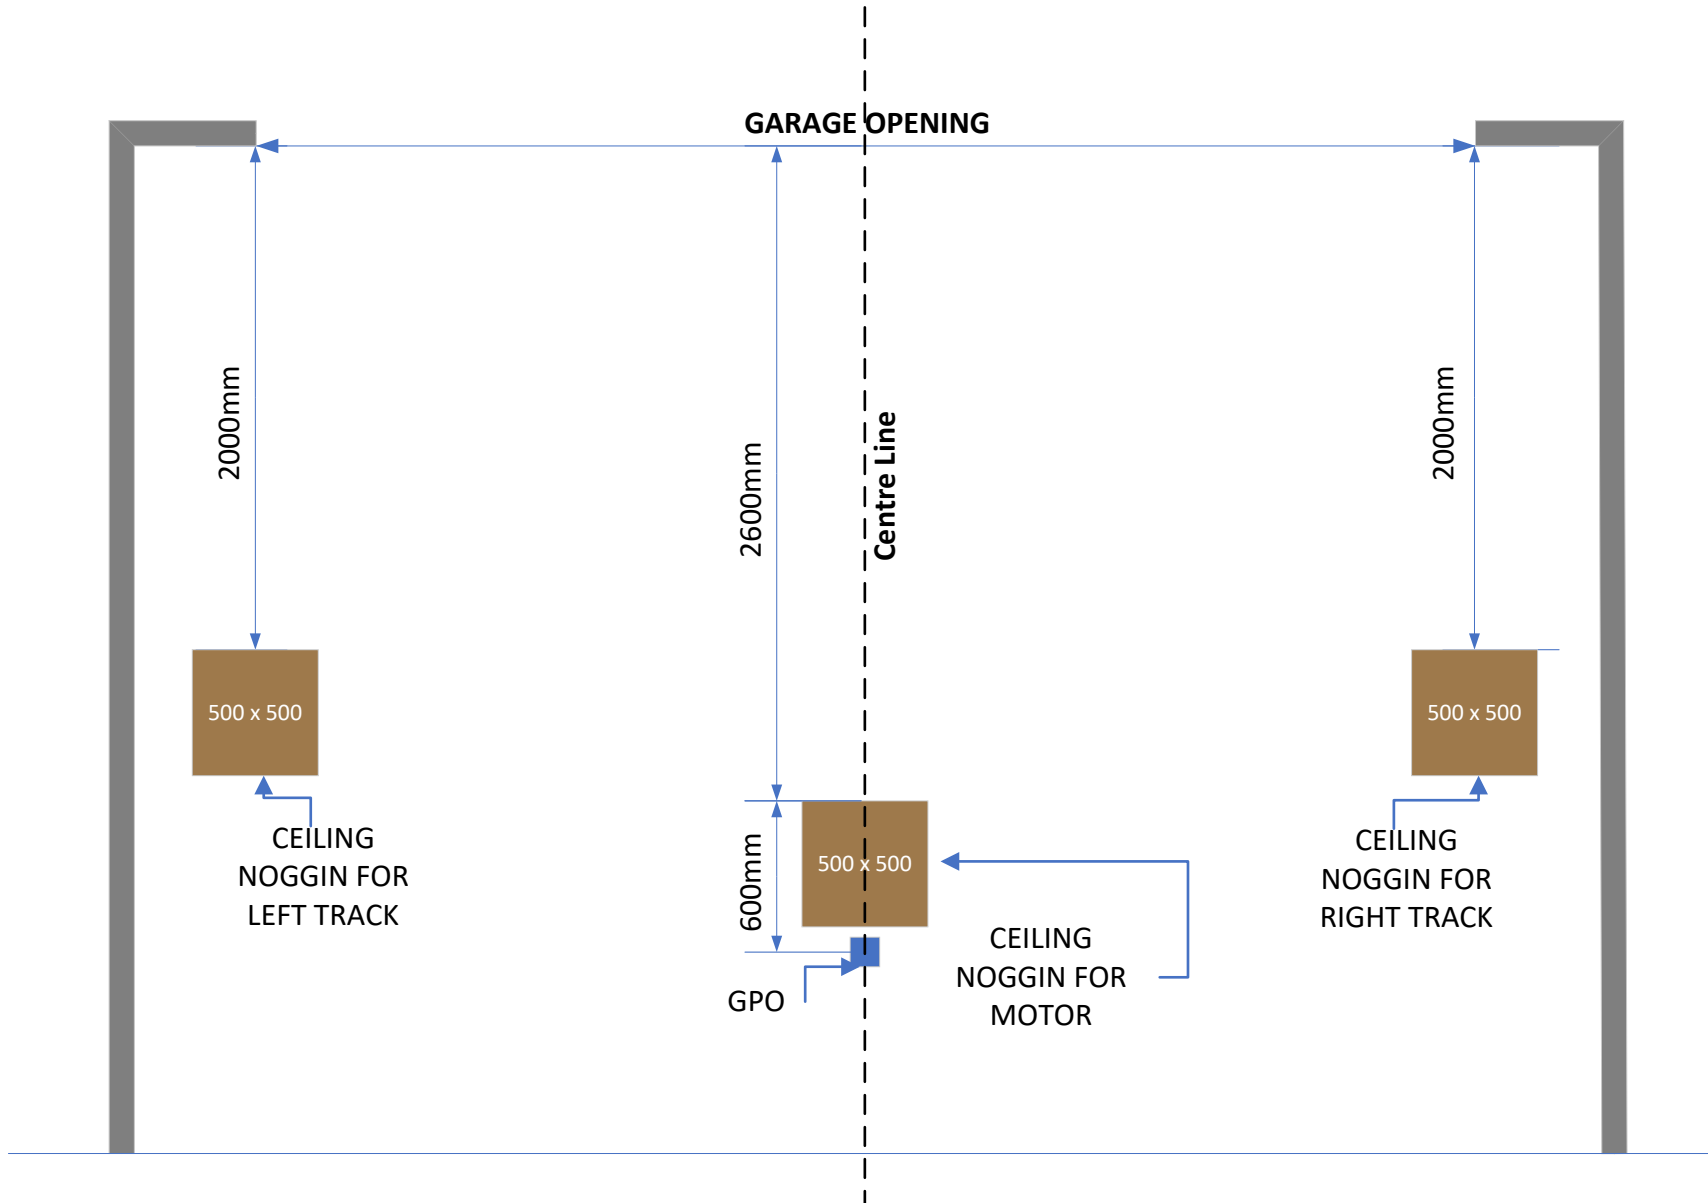 GARAGE OPENING
2000mm
2600mm
Centre Line
2000mm
500 x 500
500 x 500
CEILING
NOGGIN FOR
LEFT TRACK
600mm
500 x 500
CEILING
NOGGIN FOR
RIGHT TRACK
GPO
CEILING
NOGGIN FOR
MOTOR